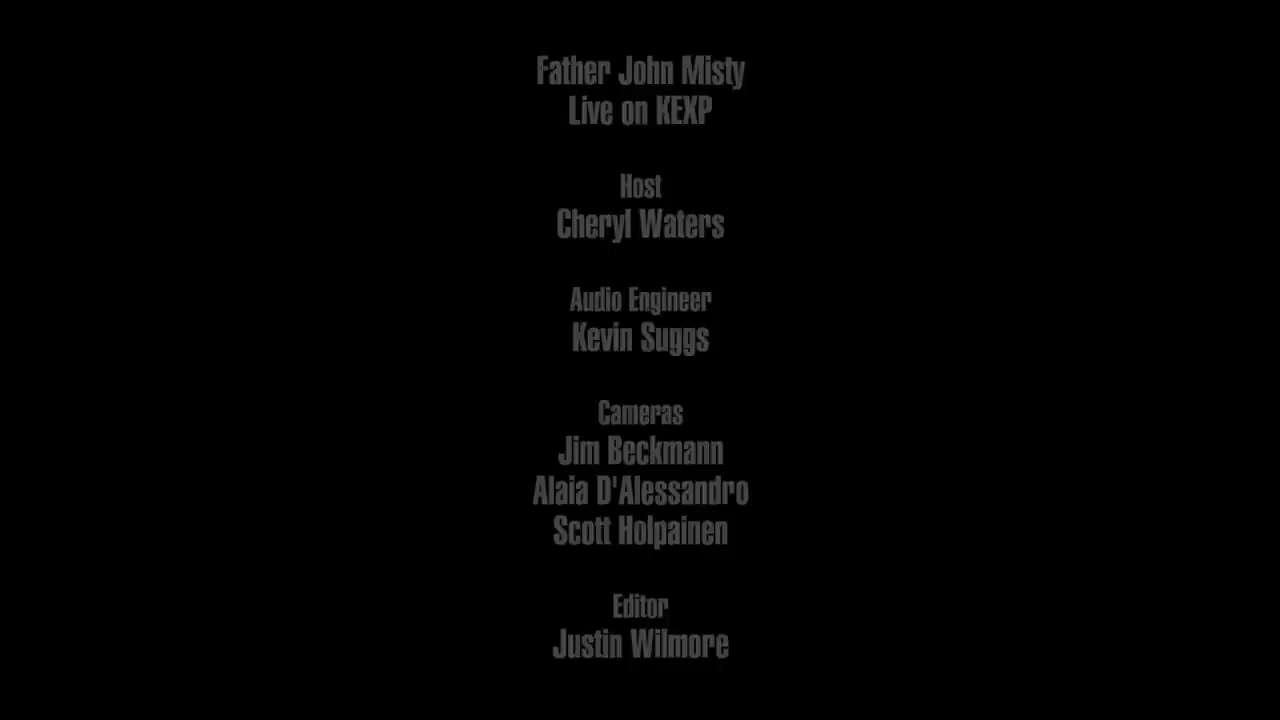 Father John Misty
Live on KEXP
Host
Cheryl Waters
Audio Engineer
Kevin Suggs
Cameras
Jim Beckmann
Alaia D'Alessandro
Scott Holpainen
Editor
Justin Wilmore